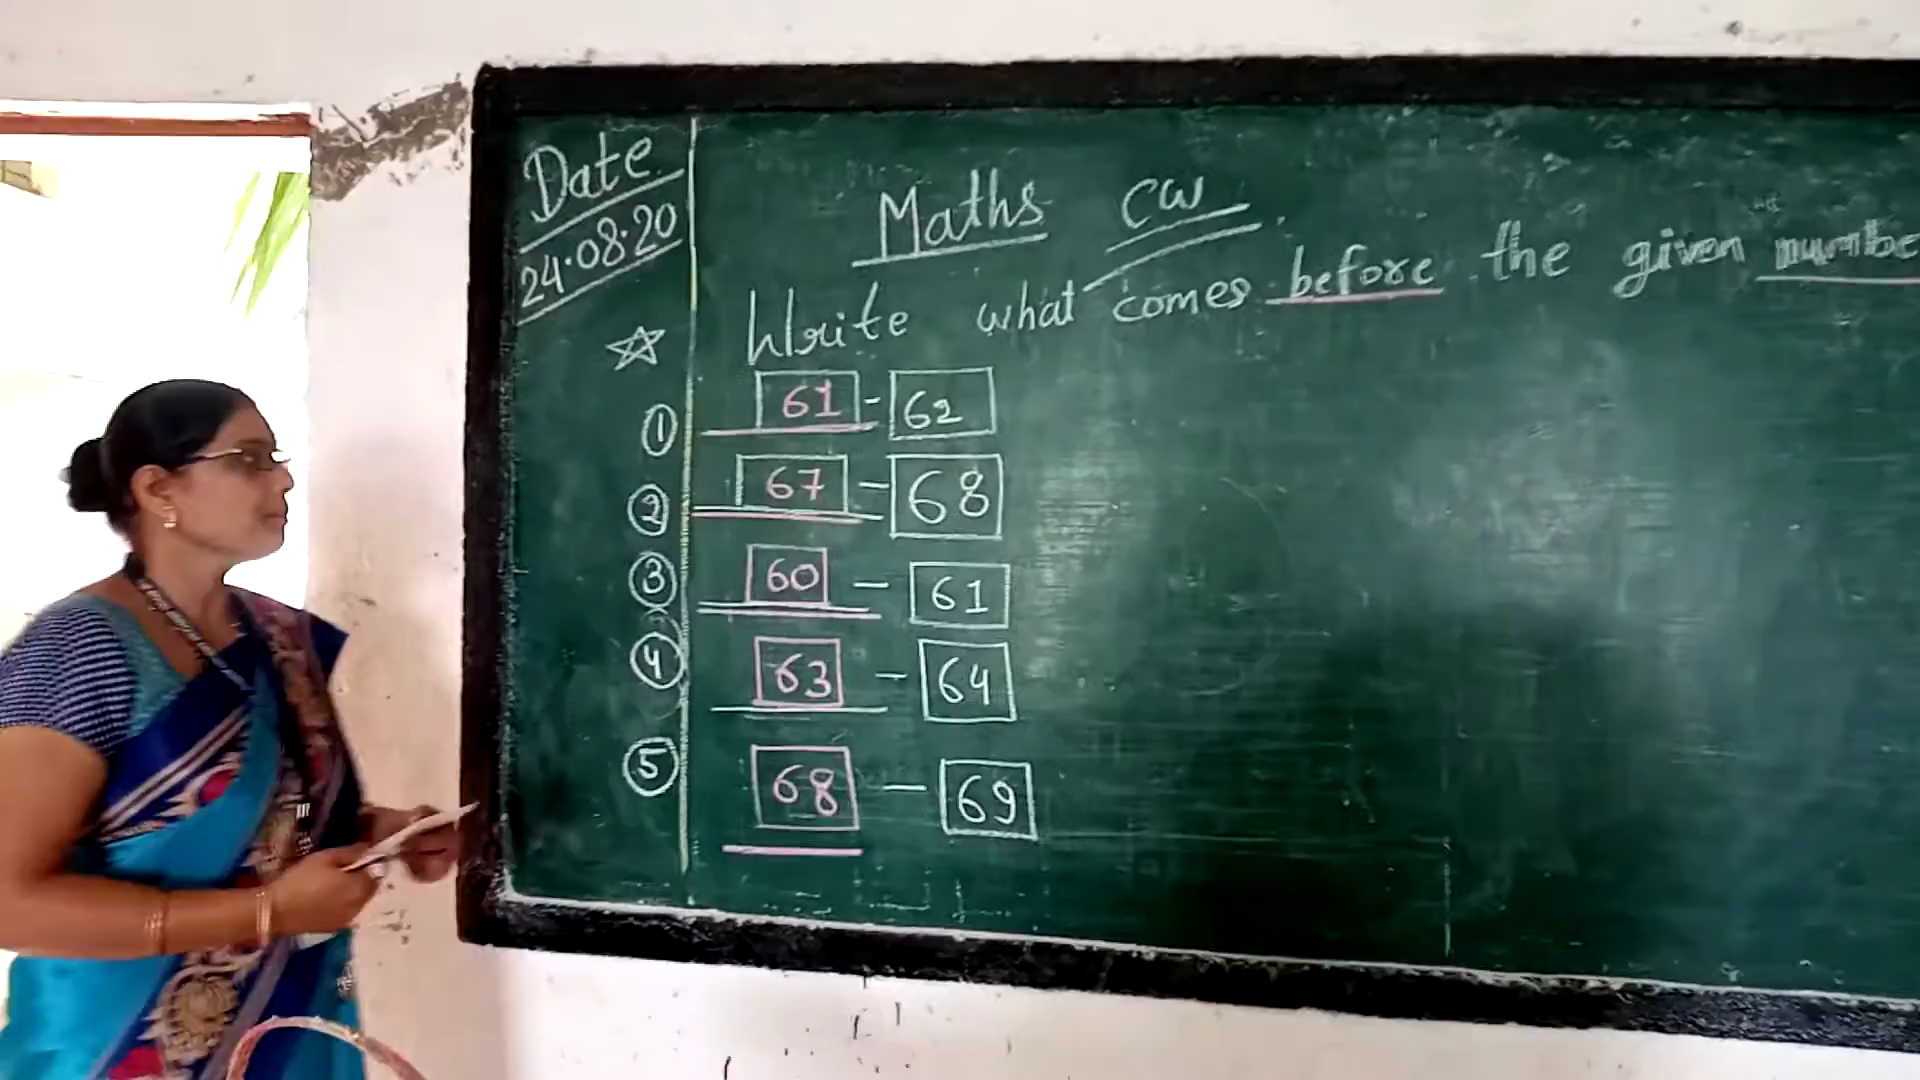 Date
24.08.20
Maths CW
Write what comes before the given numbe
1 61 - 62
2 67 - 68
3 60 - 61
4 63 - 64
5 68 - 69